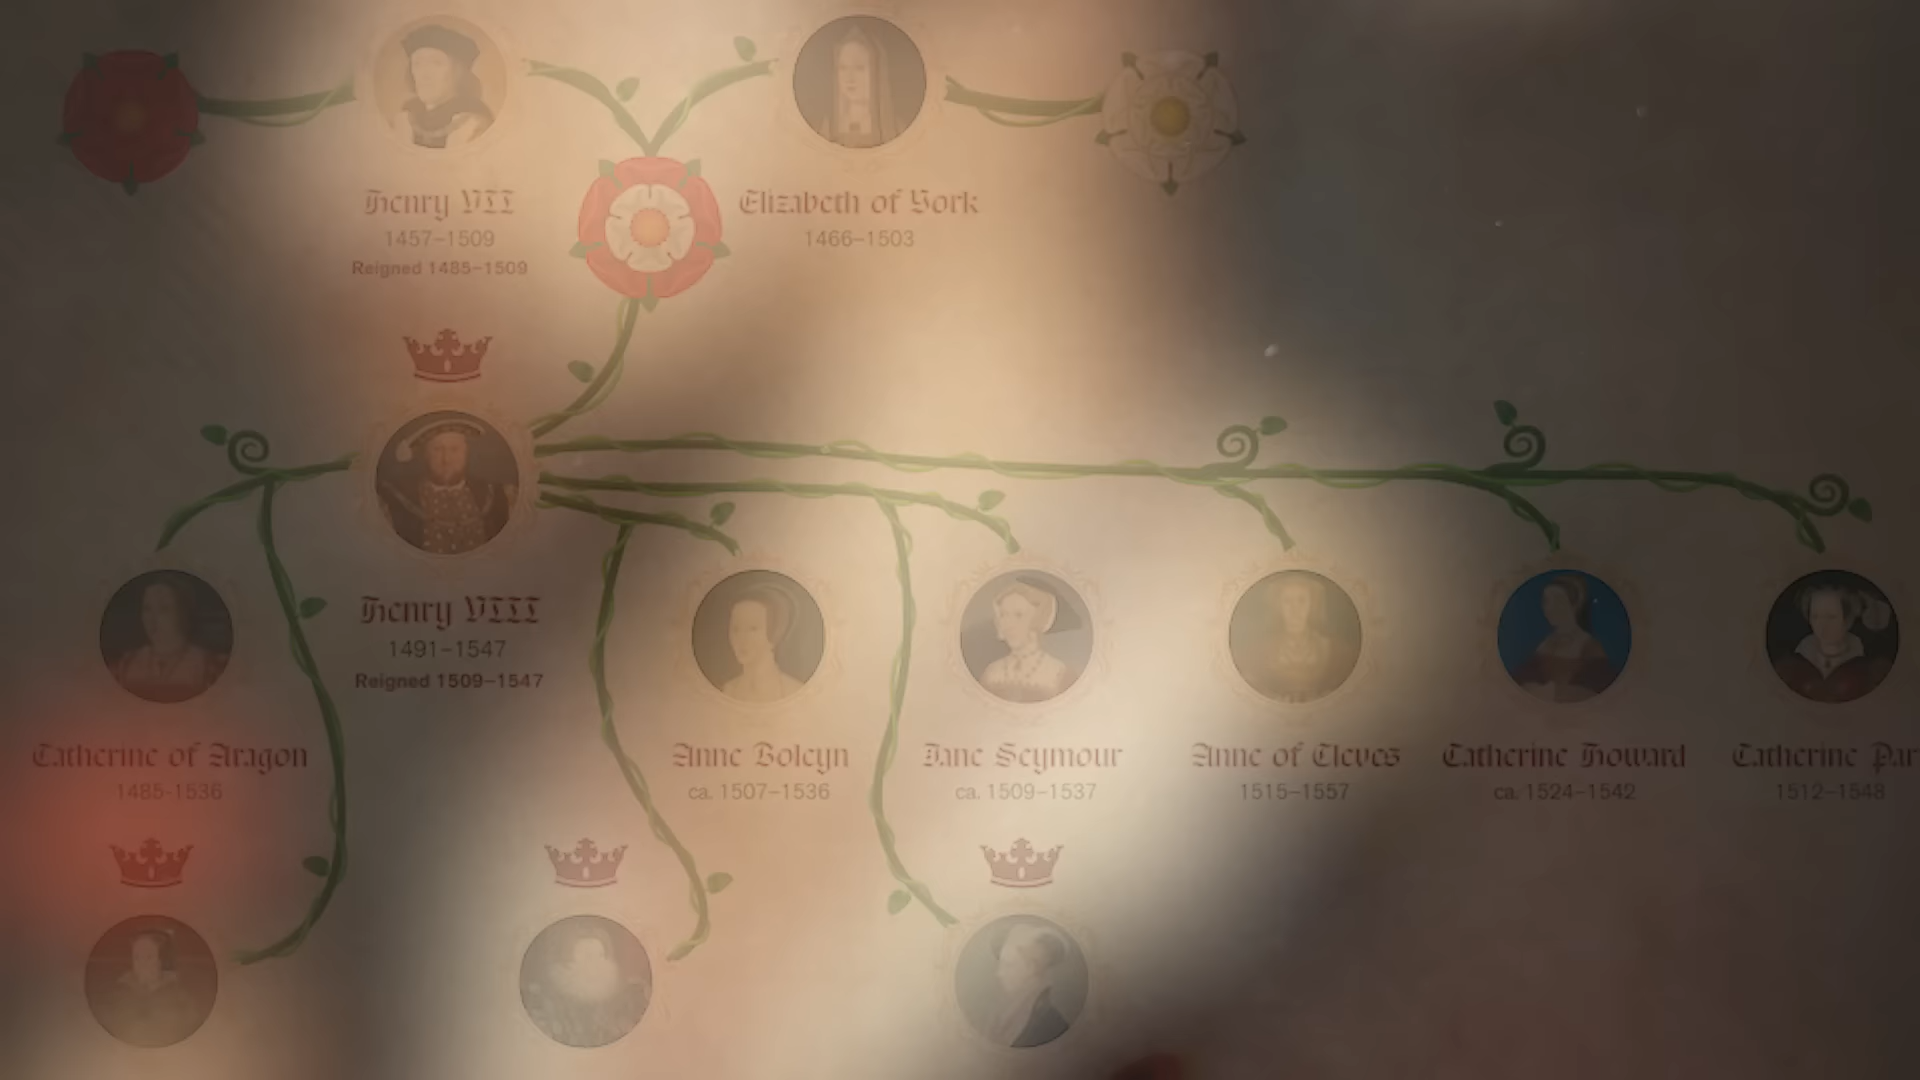 Henry VII
1457–1509
Reigned 1485–1509
Elizabeth of York
1466–1503
Henry VIII
1491–1547
Reigned 1509–1547
Catherine of Aragon
1485-1536
Anne Boleyn
ca. 1507–1536
Jane Seymour
ca. 1509–1537
Anne of Cleves
1515–1557
Catherine Howard
ca. 1524–1542
Catherine Par
1512–1548